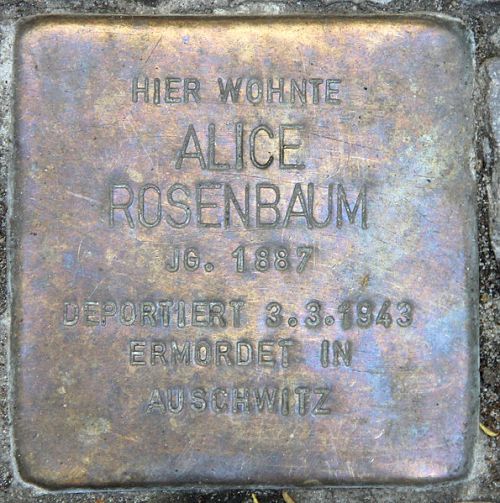 HIER WOHNTE
ALICE
ROSENBAUM
JG. 1887
DEPORTIERT 3.3.1943
ERMORDET IN
AUSCHWITZ